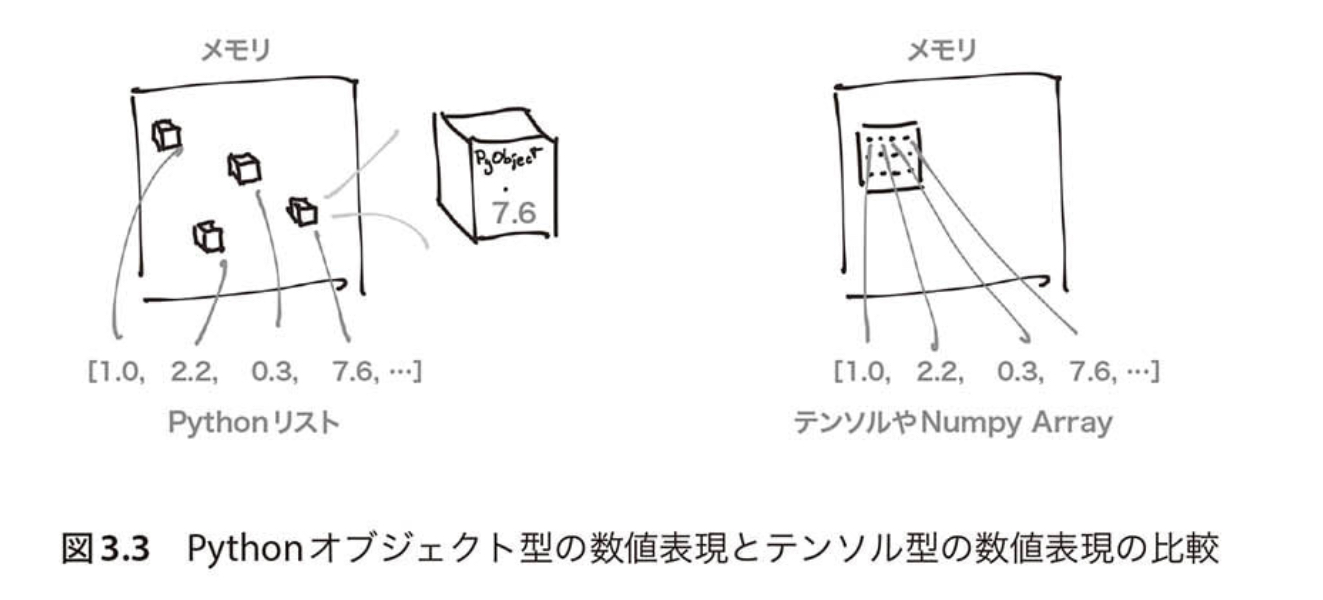 メモリ
PyObject
7.6
[1.0, 2.2, 0.3, 7.6, …]
Pythonリスト
メモリ
[1.0, 2.2, 0.3, 7.6, …]
テンソルやNumpy Array
図3.3 Pythonオブジェクト型の数値表現とテンソル型の数値表現の比較